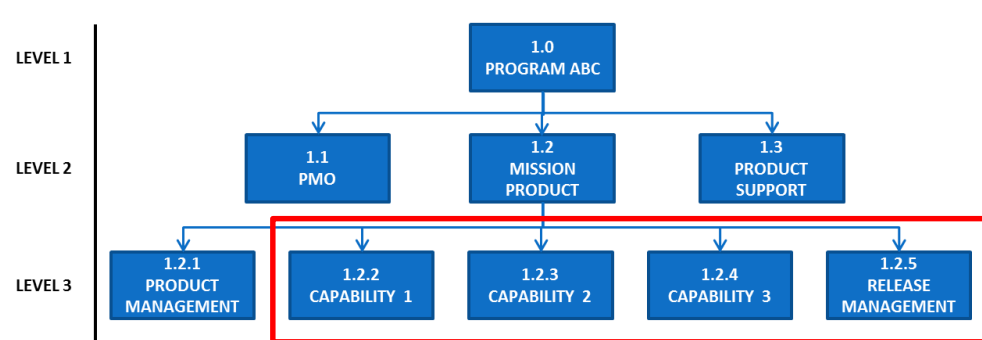 LEVEL 1
1.0
PROGRAM ABC
LEVEL 2
1.1
PMO
1.2
MISSION
PRODUCT
1.3
PRODUCT
SUPPORT
LEVEL 3
1.2.1
PRODUCT
MANAGEMENT
1.2.2
CAPABILITY 1
1.2.3
CAPABILITY 2
1.2.4
CAPABILITY 3
1.2.5
RELEASE
MANAGEMENT